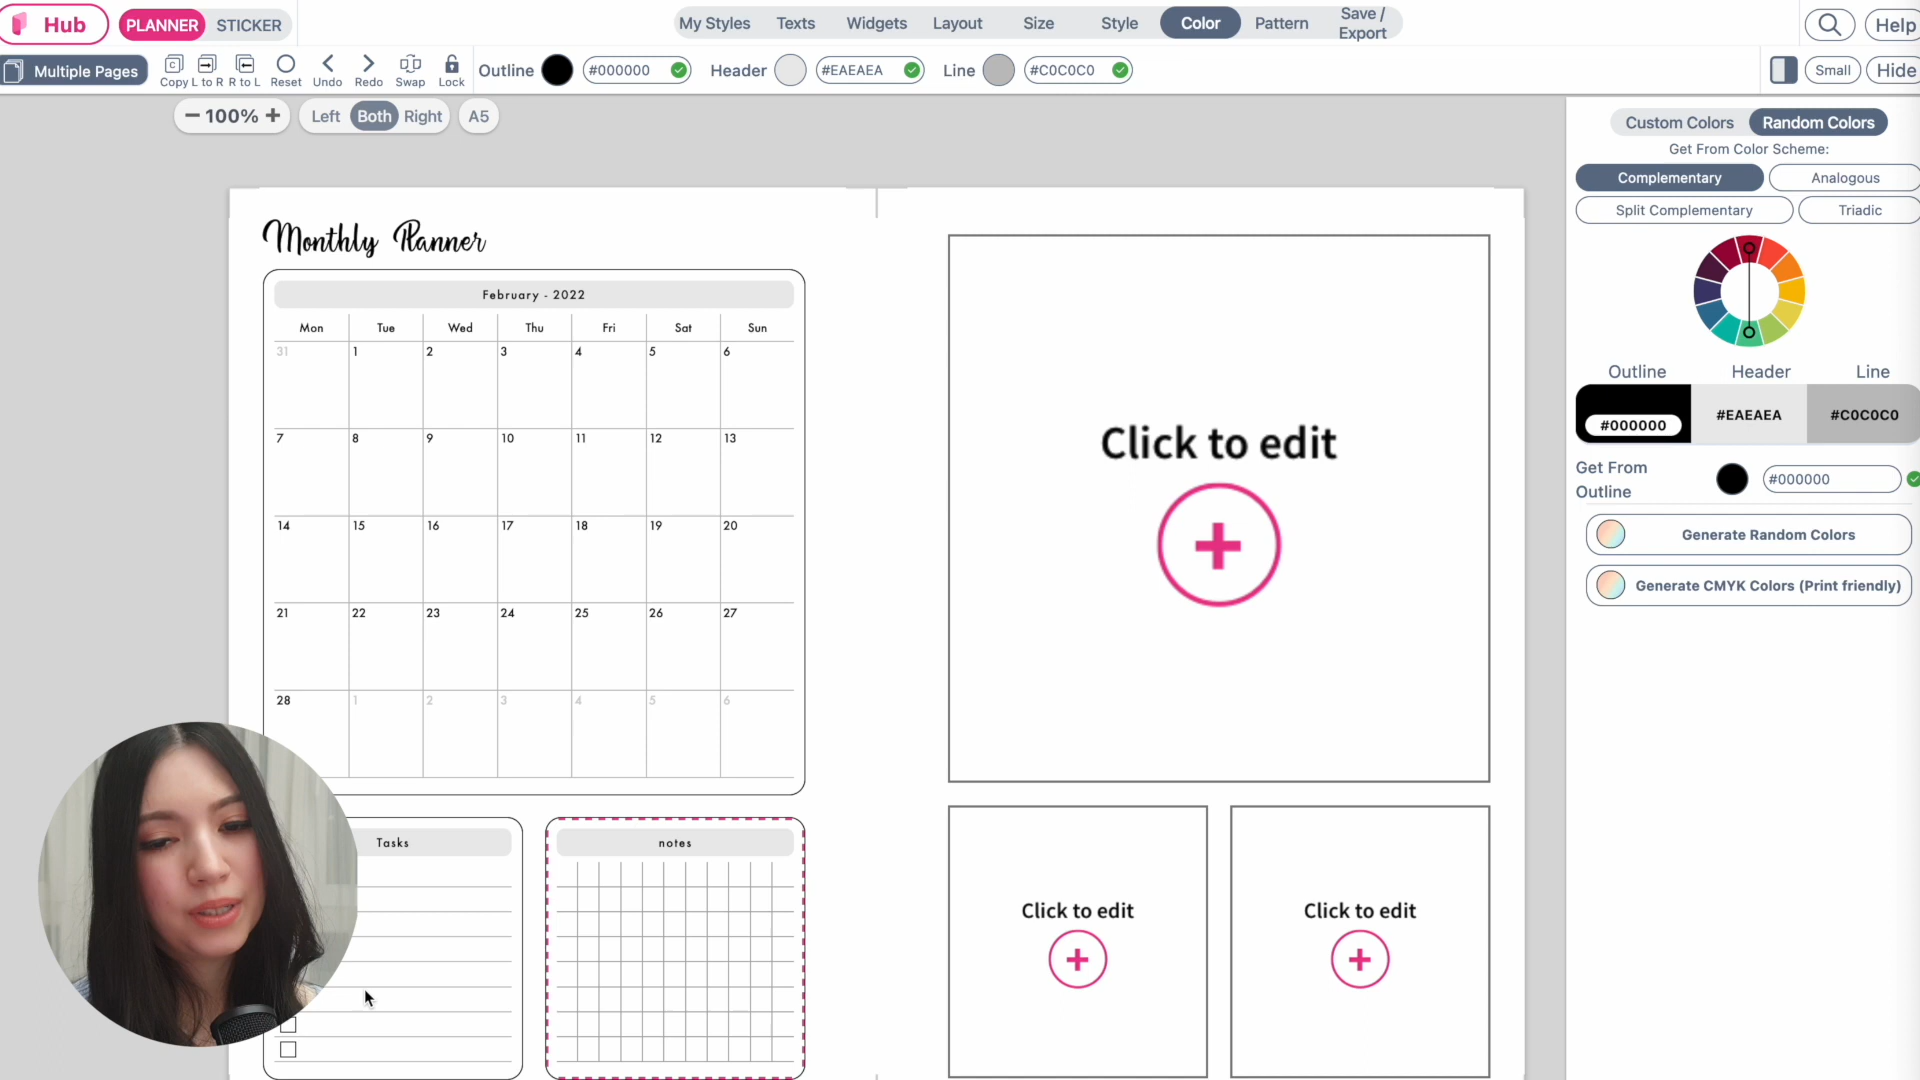 Hub PLANNER STICKER
My Styles Texts Widgets Layout Size Style Color Pattern Save / Export
Help
Multiple Pages
Copy L to R R to L Reset Undo Redo Swap Lock
Outline #000000 Header #EAEAEA Line #C0C0C0
Small Hide
− 100% + Left Both Right A5
Custom Colors Random Colors
Get From Color Scheme:
Complementary Analogous
Split Complementary Triadic
Outline Header Line
#000000 #EAEAEA #C0C0C0
Get From
Outline
#000000
Generate Random Colors
Generate CMYK Colors (Print friendly)
Monthly Planner
February - 2022
Mon Tue Wed Thu Fri Sat Sun
31 1 2 3 4 5 6
7 8 9 10 11 12 13
14 15 16 17 18 19 20
21 22 23 24 25 26 27
28 1 2 3 4 5 6
Tasks
notes
Click to edit
Click to edit
Click to edit